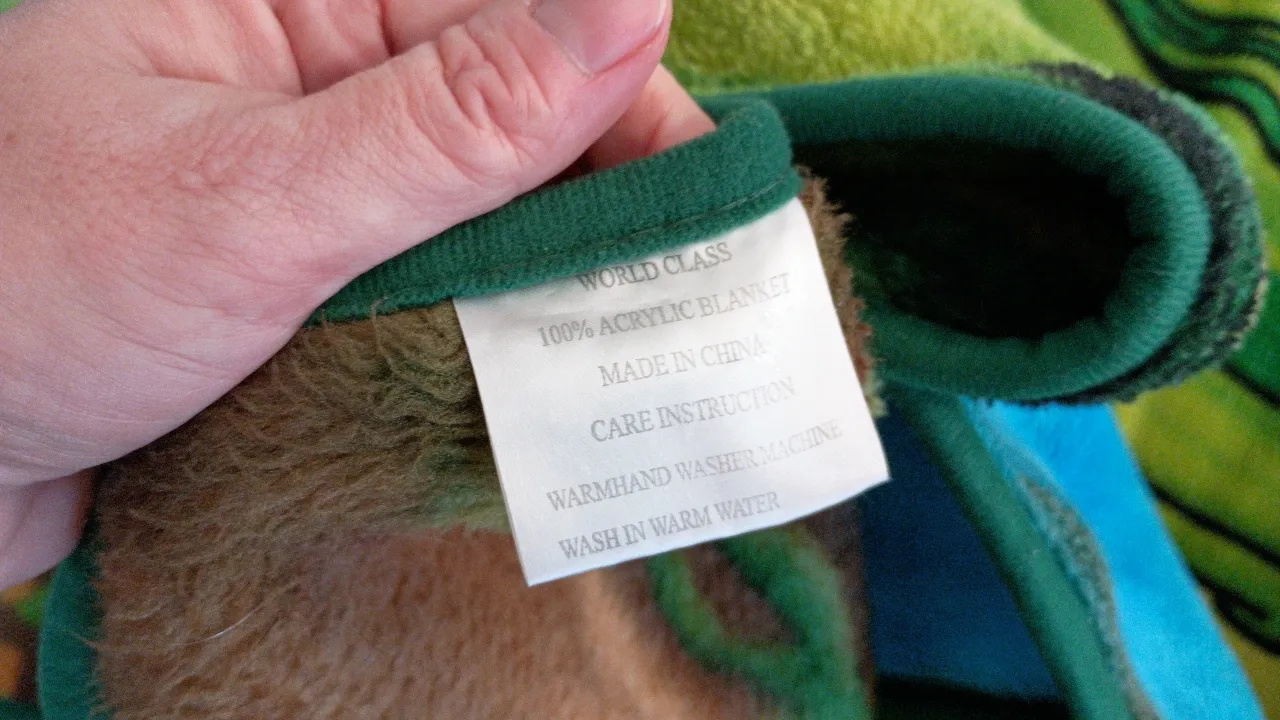 WORLD CLASS
100% ACRYLIC BLANKET
MADE IN CHINA
CARE INSTRUCTION
WARMHAND WASHER MACHINE
WASH IN WARM WATER